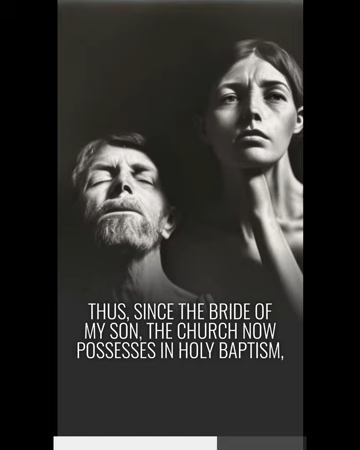 THUS, SINCE THE BRIDE OF
MY SON, THE CHURCH NOW
POSSESSES IN HOLY BAPTISM,